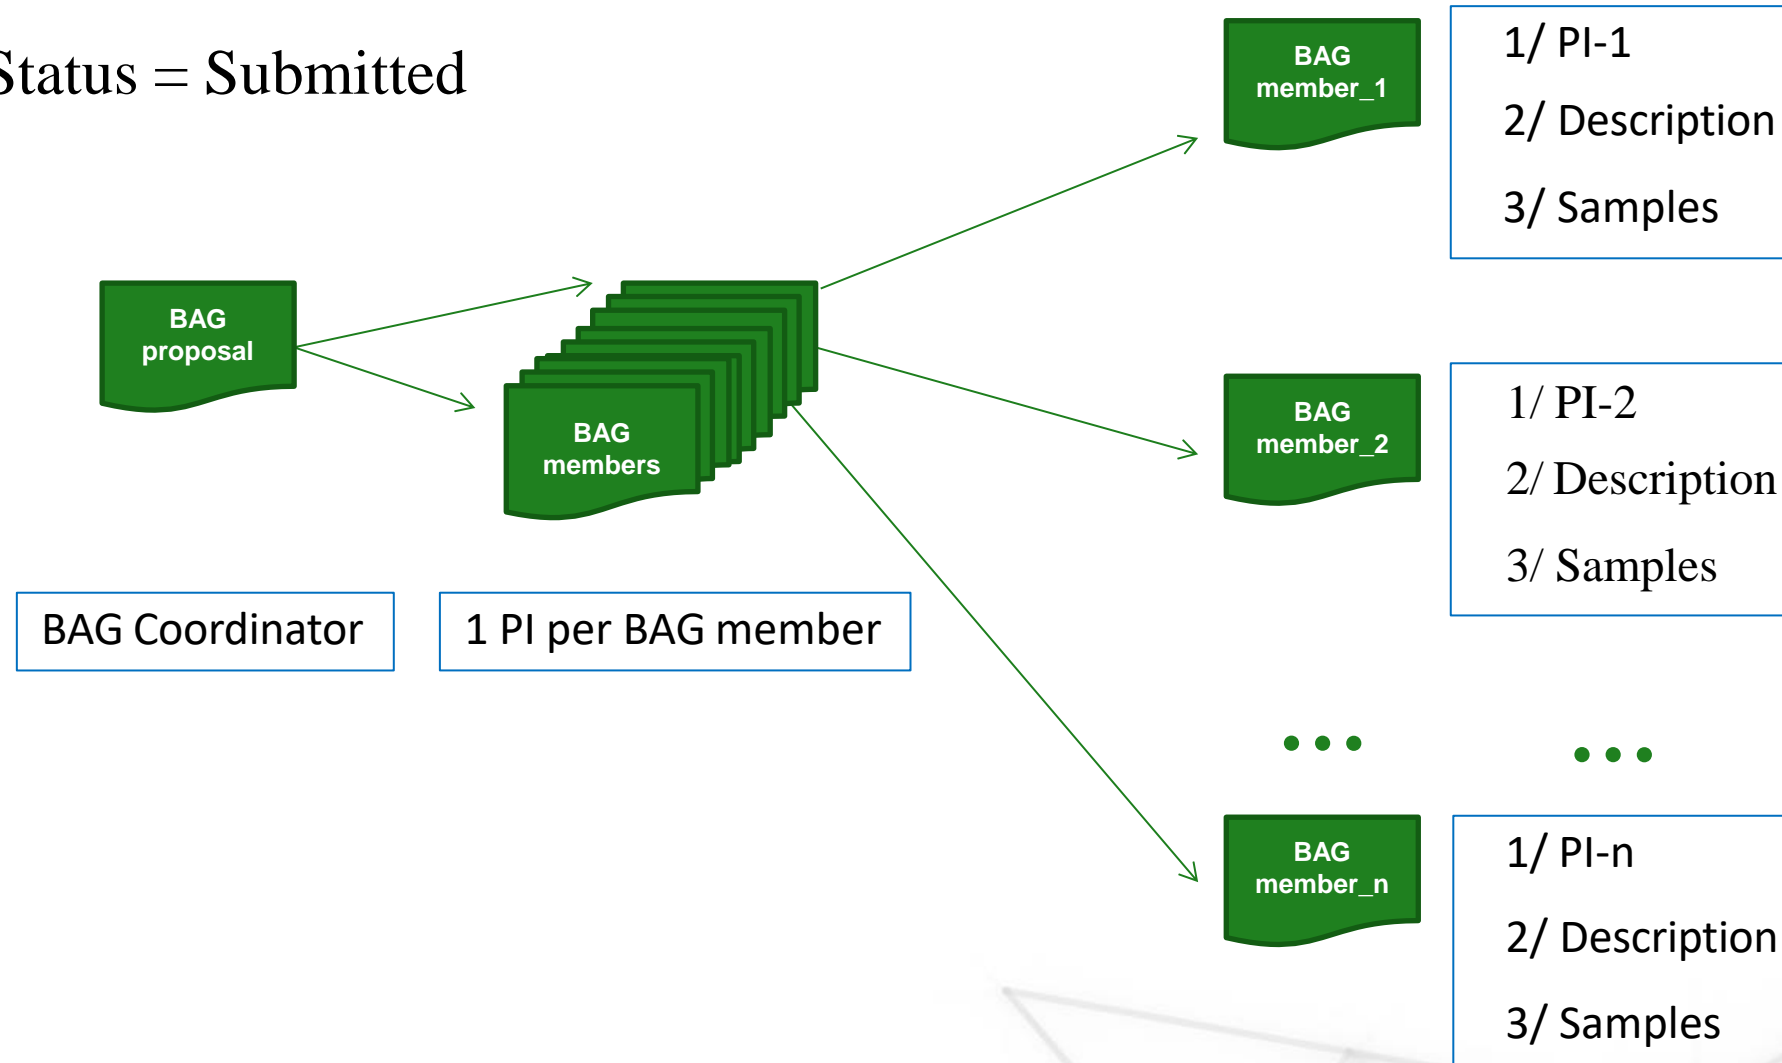 Status = Submitted
BAG
proposal
BAG
members
BAG Coordinator
1 PI per BAG member
BAG
member_1
1/ PI-1
2/ Description
3/ Samples
BAG
member_2
1/ PI-2
2/ Description
3/ Samples
... ...
BAG
member_n
1/ PI-n
2/ Description
3/ Samples